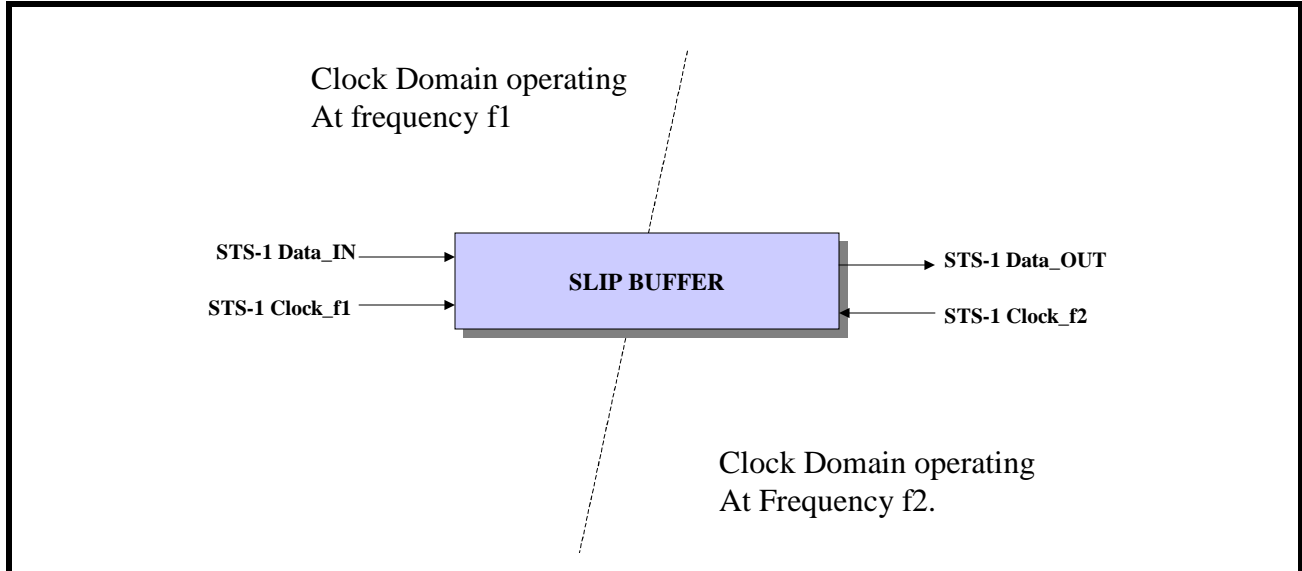 Clock Domain operating
At frequency f1
STS-1 Data_IN
STS-1 Clock_f1
SLIP BUFFER
STS-1 Data_OUT
STS-1 Clock_f2
Clock Domain operating
At Frequency f2.